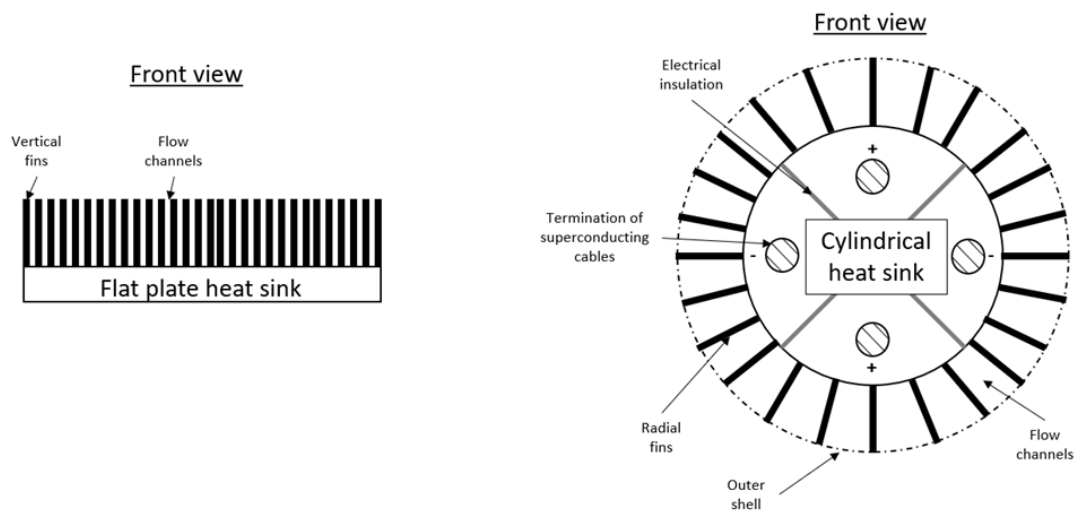 Front view
Vertical
fins
Flow
channels
Flat plate heat sink
Front view
Electrical
insulation
+
Termination of
superconducting
cables
-
Cylindrical
heat sink
-
+
Radial
fins
Flow
channels
Outer
shell